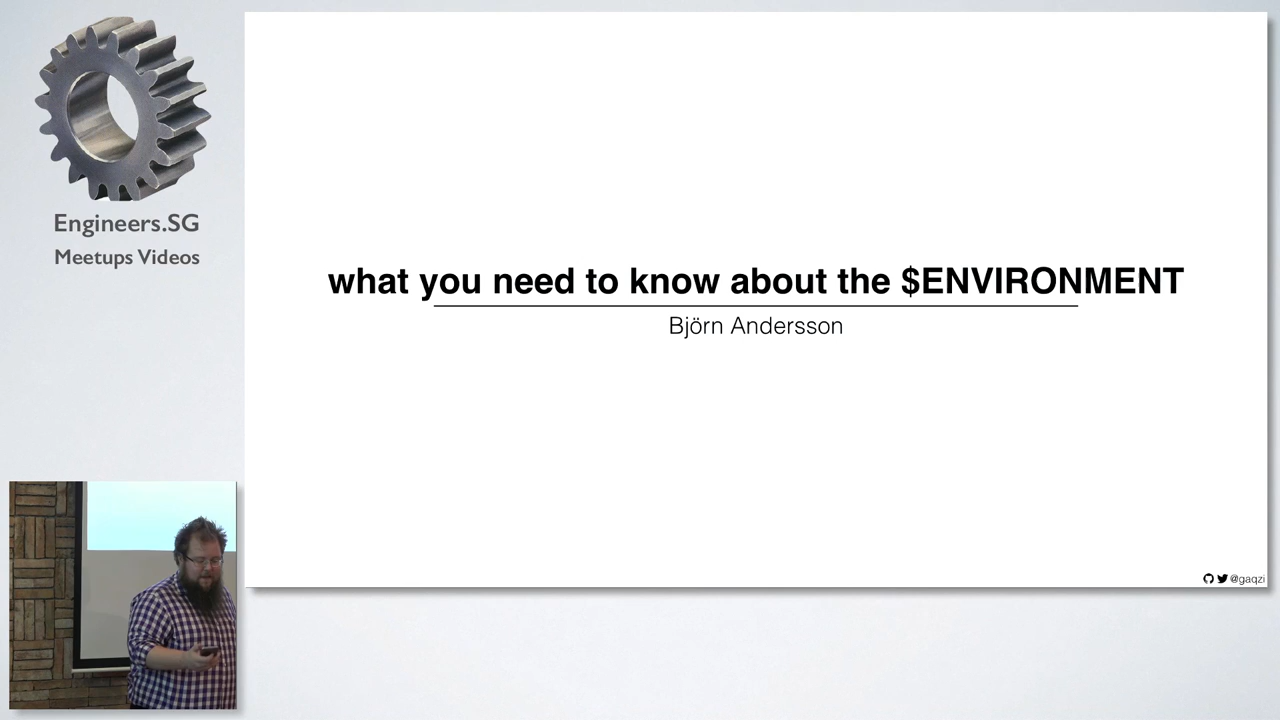 Engineers.SG
Meetups Videos
what you need to know about the $ENVIRONMENT
Björn Andersson
@gaqzi